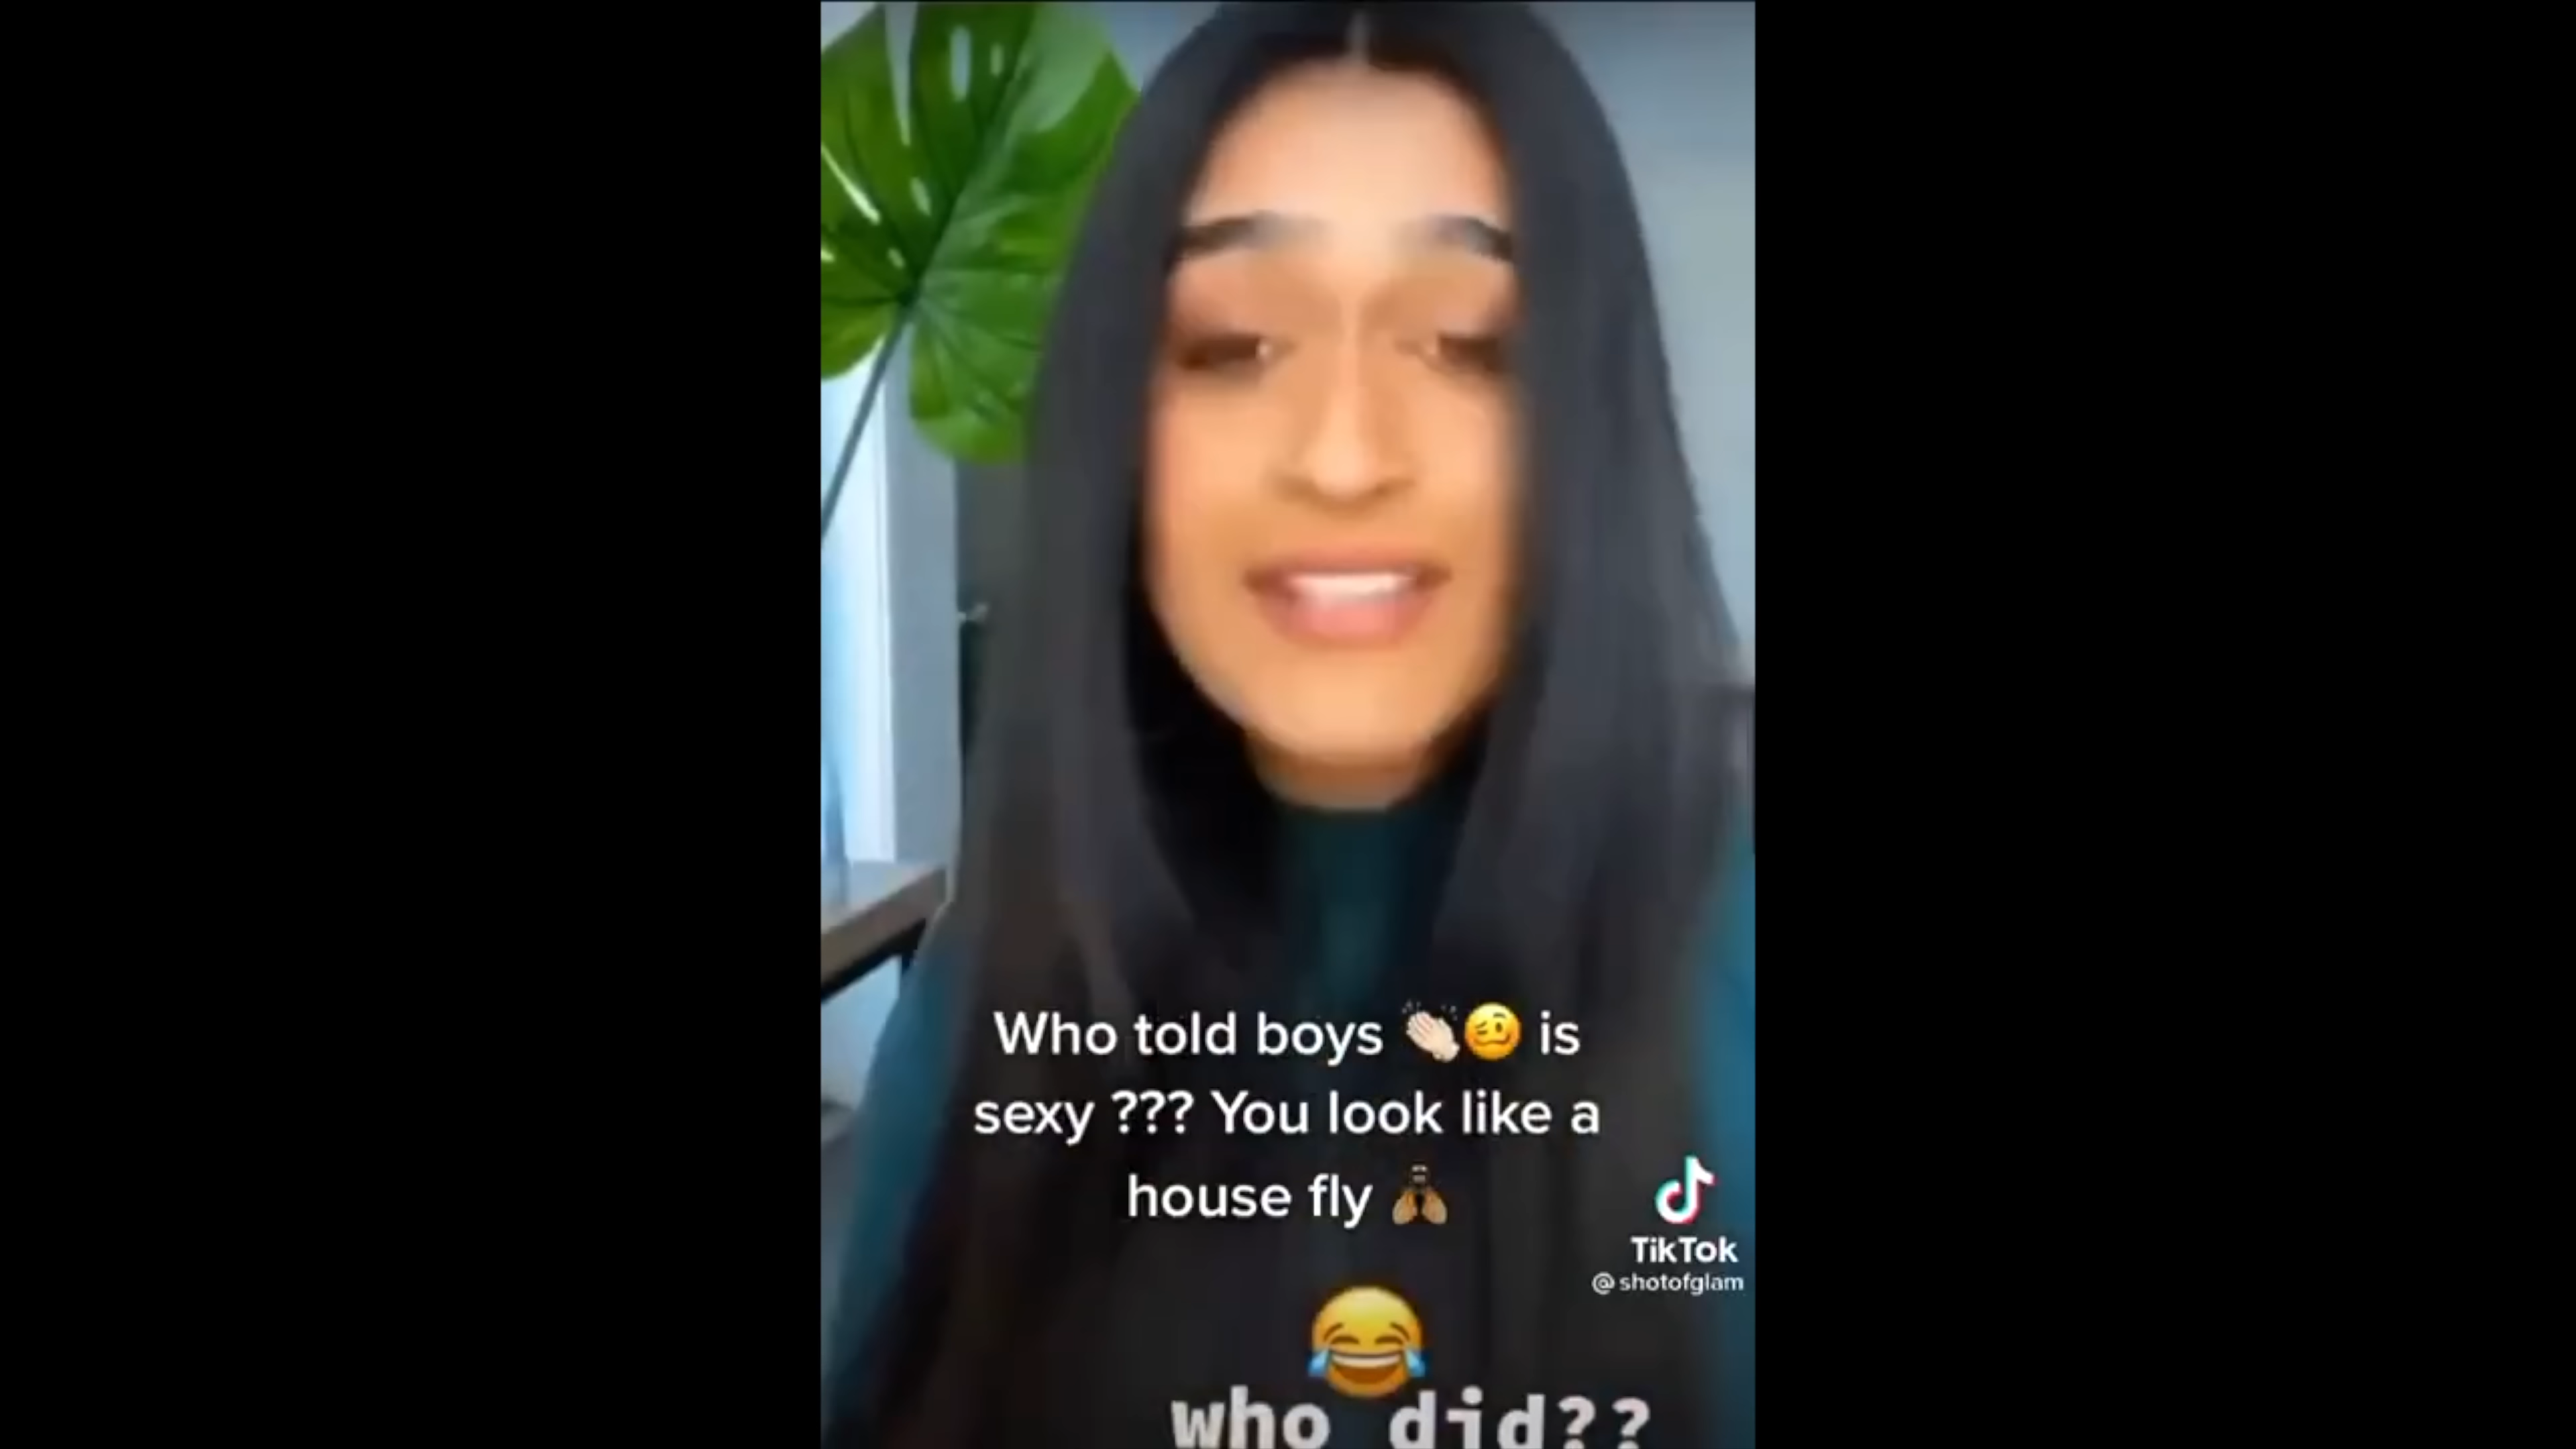 Who told boys 👏🏻🥴 is
sexy ??? You look like a
house fly
TikTok
@shotofglam
😂
who did??